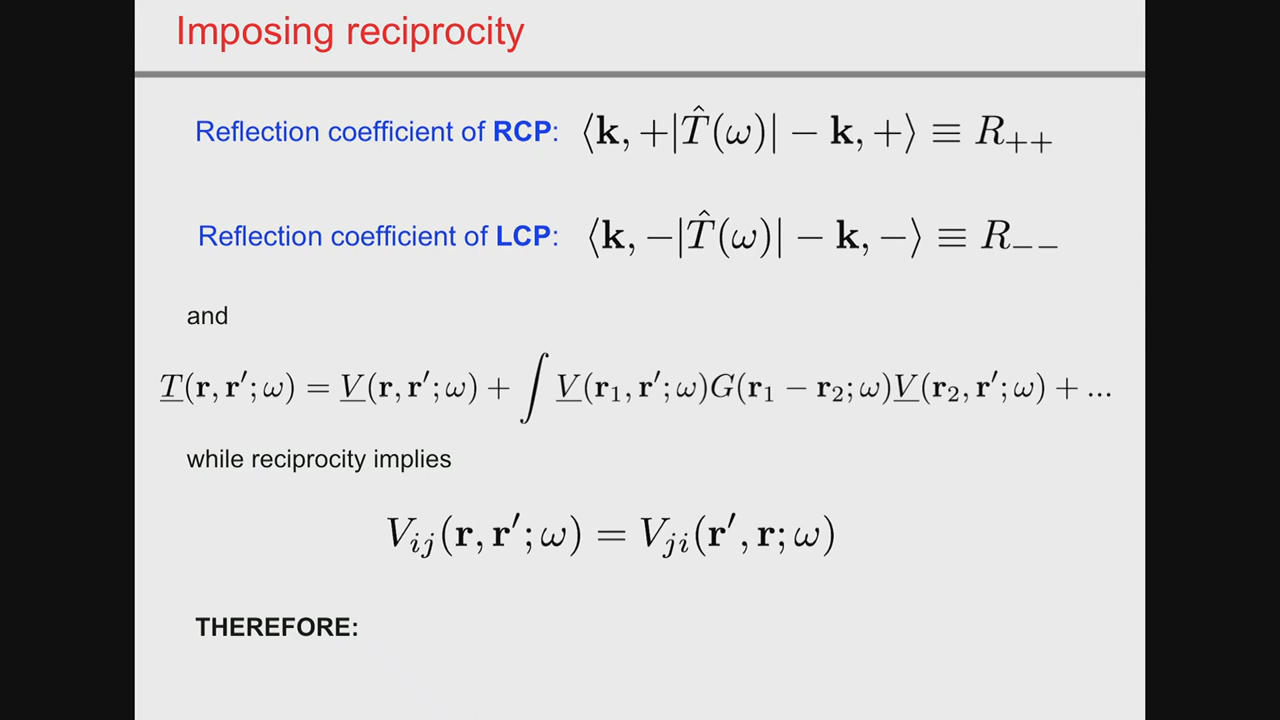 Imposing reciprocity
Reflection coefficient of RCP: ⟨k, +|T̂(ω)| − k, +⟩ ≡ R₊₊
Reflection coefficient of LCP: ⟨k, −|T̂(ω)| − k, −⟩ ≡ R₋₋
and
T̲(r, r′; ω) = V̲(r, r′; ω) + ∫ V̲(r₁, r′; ω)G(r₁ − r₂; ω)V̲(r₂, r′; ω) + ...
while reciprocity implies
Vᵢⱼ(r, r′; ω) = Vⱼᵢ(r′, r; ω)
THEREFORE: